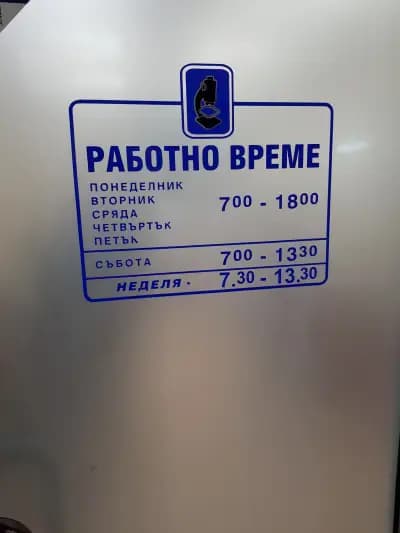 РАБОТНО ВРЕМЕ
ПОНЕДЕЛНИК
ВТОРНИК
СРЯДА 7⁰⁰ - 18⁰⁰
ЧЕТВЪРТЪК
ПЕТЪК
СЪБОТА 7⁰⁰ - 13³⁰
НЕДЕЛЯ - 7.³⁰ - 13.³⁰